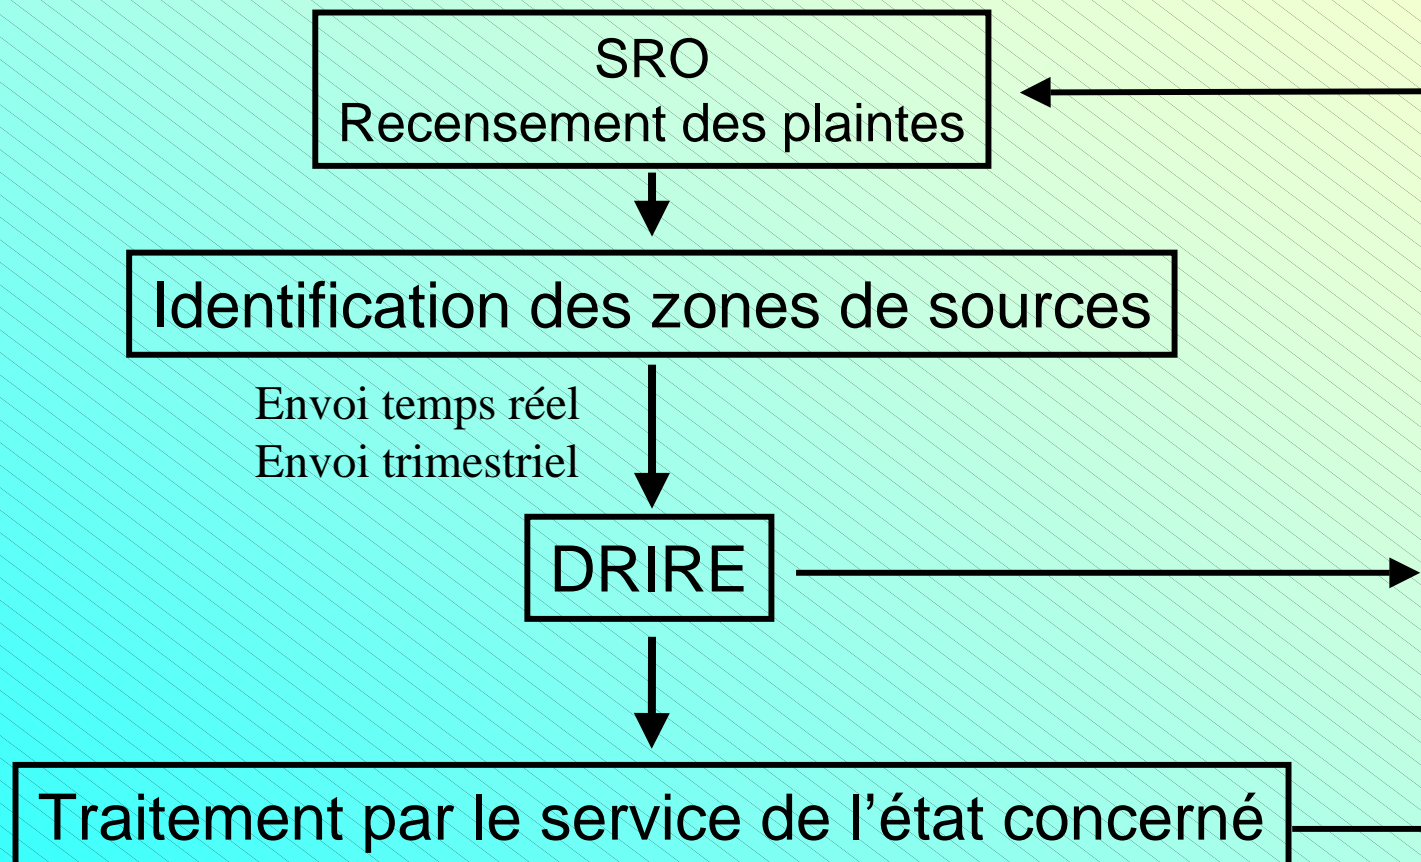 SRO
Recensement des plaintes
Identification des zones de sources
Envoi temps réel
Envoi trimestriel
DRIRE
Traitement par le service de l’état concerné